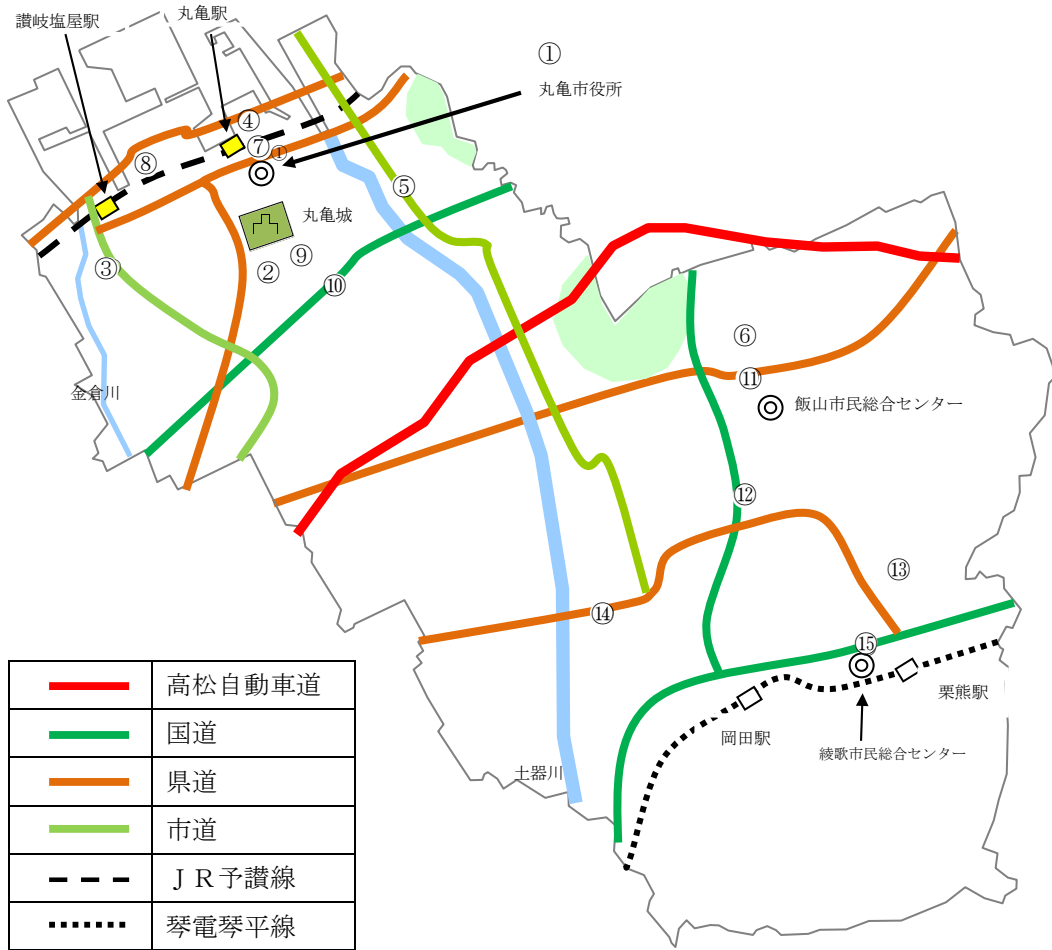 讃岐塩屋駅
丸亀駅
①
丸亀市役所
④
⑦
①
⑧
⑤
丸亀城
③
②
⑨
⑩
⑥
⑪
金倉川
飯山市民総合センター
⑫
⑬
⑭
⑮
栗熊駅
岡田駅
綾歌市民総合センター
土器川
高松自動車道
国道
県道
市道
ＪＲ予讃線
琴電琴平線